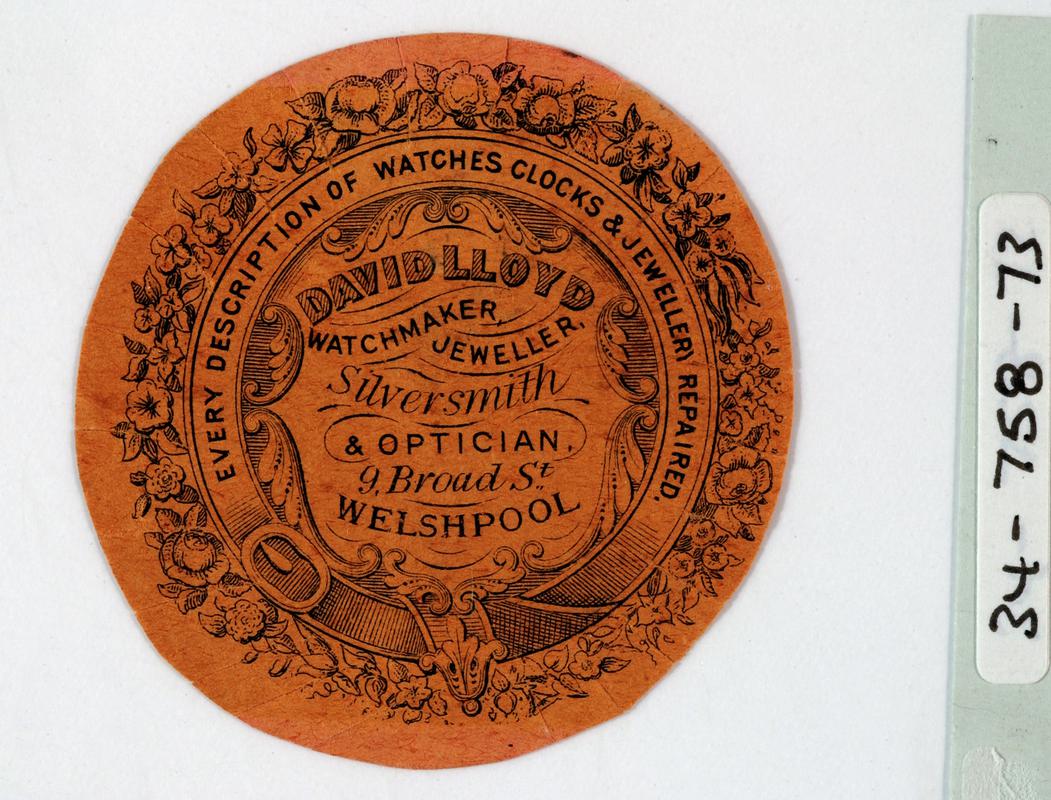 EVERY DESCRIPTION OF WATCHES CLOCKS & JEWELLERY REPAIRED.
DAVID LLOYD
WATCHMAKER,
JEWELLER,
Silversmith
& OPTICIAN,
9, Broad St.
WELSHPOOL
34-758-73